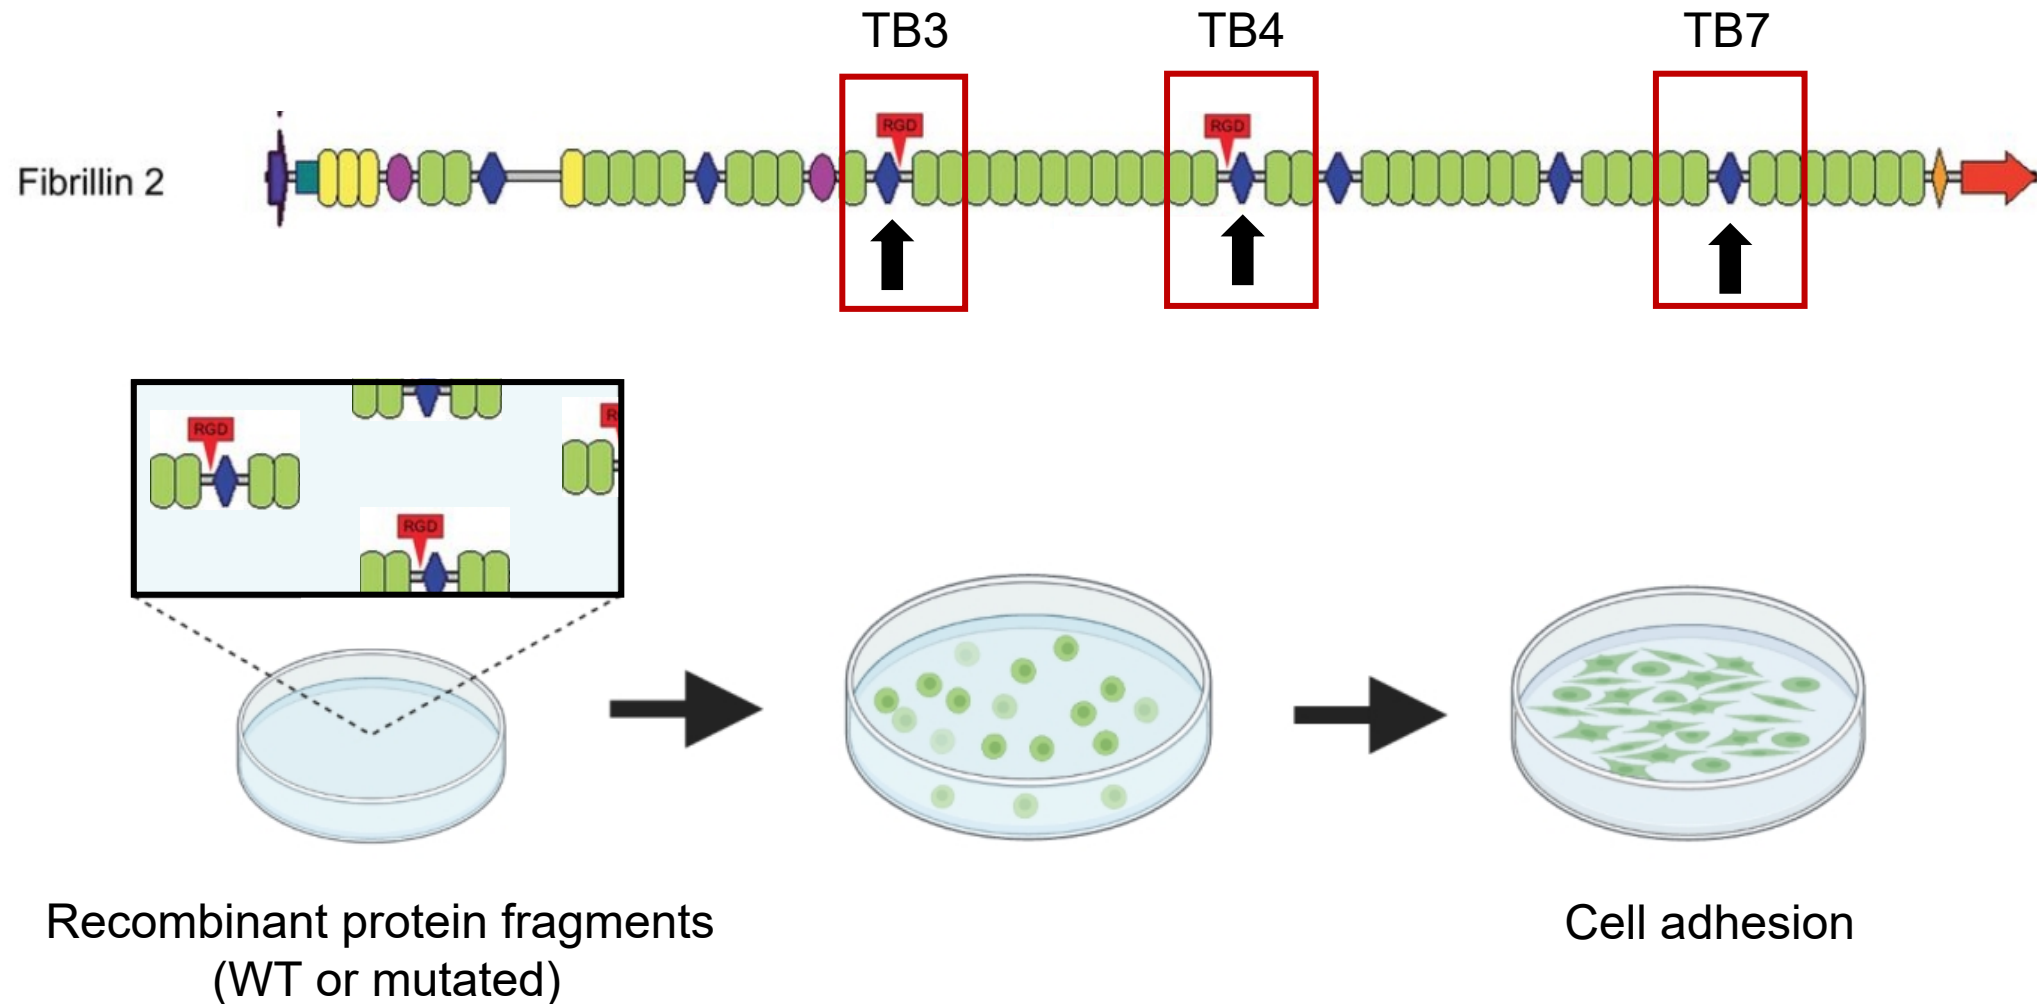 TB3 TB4 TB7
RGD RGD
Fibrillin 2
RGD
R
RGD
Recombinant protein fragments
(WT or mutated)
Cell adhesion